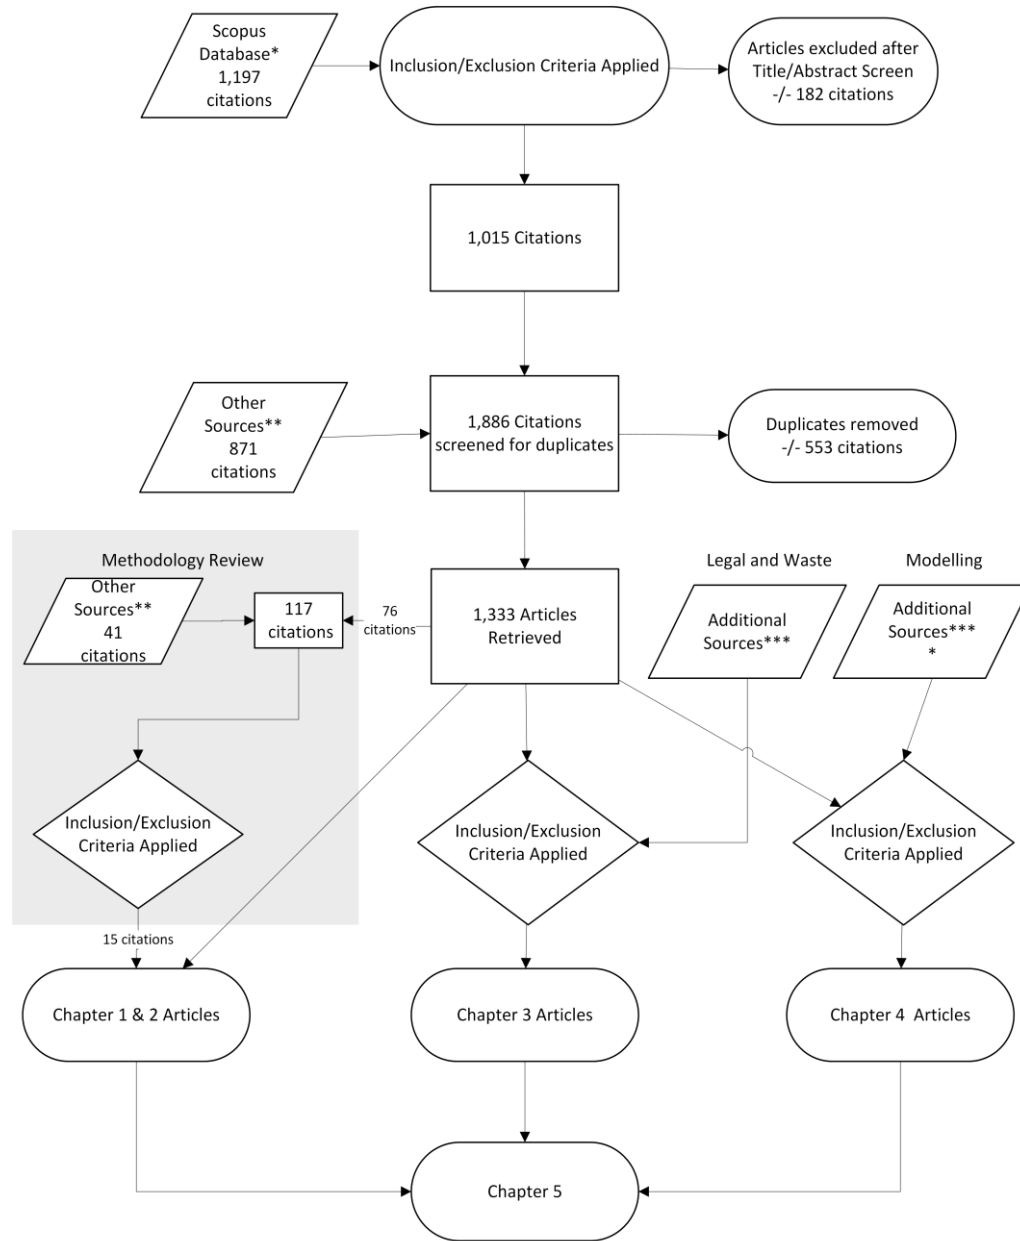 Scopus
Database*
1,197
citations
Inclusion/Exclusion Criteria Applied
Articles excluded after
Title/Abstract Screen
-/- 182 citations
1,015 Citations
Other
Sources**
871
citations
1,886 Citations
screened for duplicates
Duplicates removed
-/- 553 citations
Methodology Review
Other
Sources**
41
citations
117
citations
76
citations
1,333 Articles
Retrieved
Legal and Waste
Additional
Sources***
Modelling
Additional
Sources***
*
Inclusion/Exclusion
Criteria Applied
Inclusion/Exclusion
Criteria Applied
Inclusion/Exclusion
Criteria Applied
15 citations
Chapter 1 & 2 Articles
Chapter 3 Articles
Chapter 4 Articles
Chapter 5